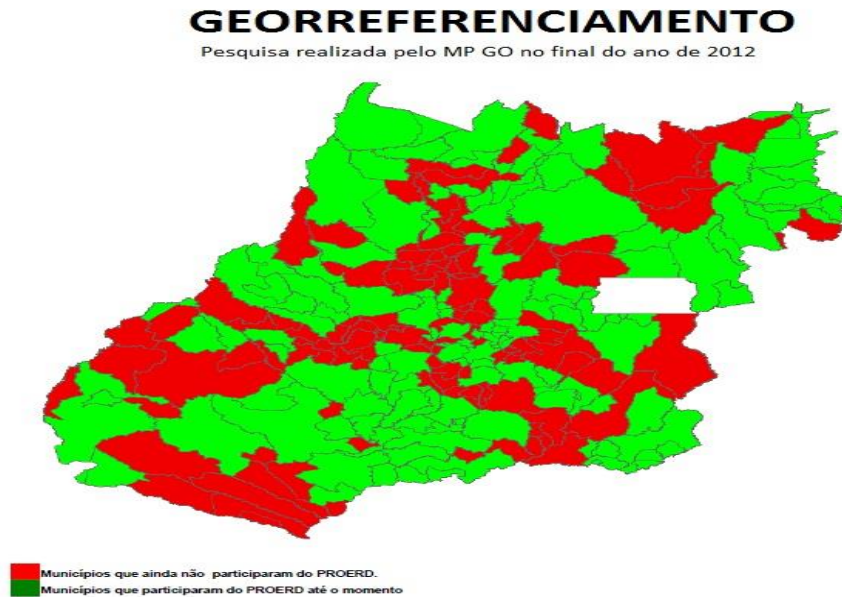 GEORREFERENCIAMENTO
Pesquisa realizada pelo MP GO no final do ano de 2012
Municípios que ainda não participaram do PROERD.
Municípios que participaram do PROERD até o momento